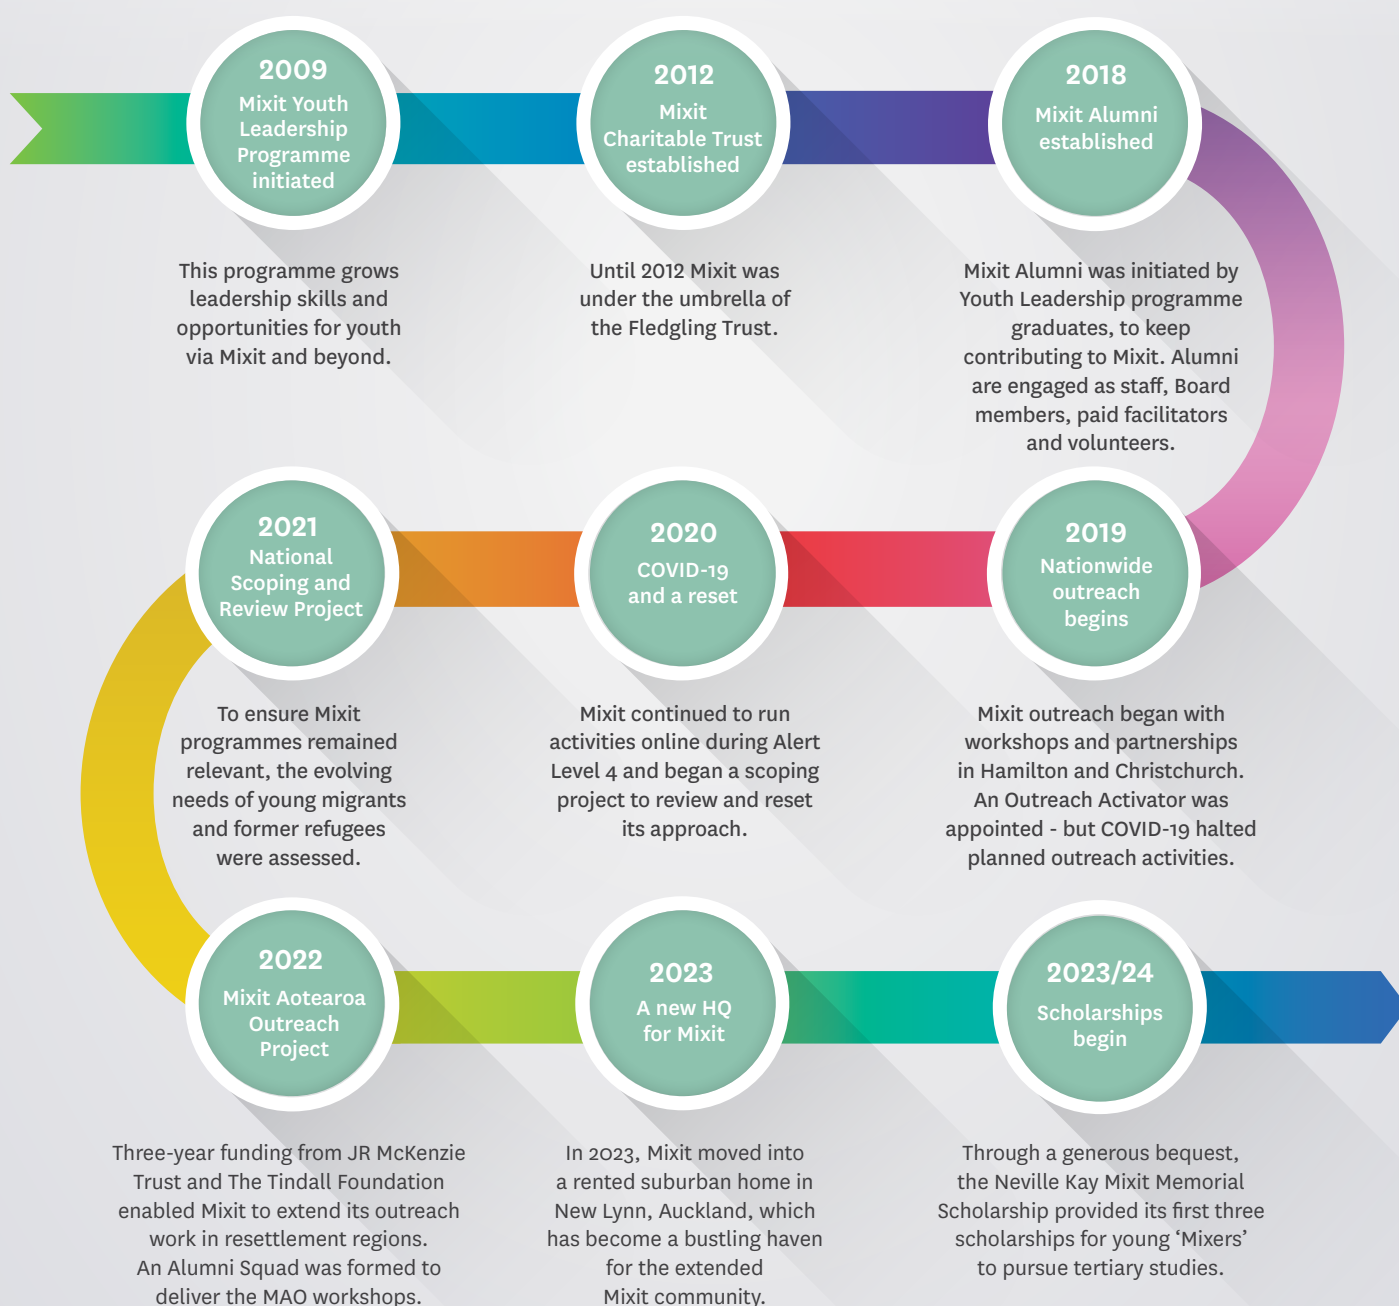 2009
Mixit Youth
Leadership
Programme
initiated
This programme grows
leadership skills and
opportunities for youth
via Mixit and beyond.
2012
Mixit
Charitable Trust
established
Until 2012 Mixit was
under the umbrella of
the Fledgling Trust.
2018
Mixit Alumni
established
Mixit Alumni was initiated by
Youth Leadership programme
graduates, to keep
contributing to Mixit. Alumni
are engaged as staff, Board
members, paid facilitators
and volunteers.
2019
Nationwide
outreach
begins
Mixit outreach began with
workshops and partnerships
in Hamilton and Christchurch.
An Outreach Activator was
appointed - but COVID-19 halted
planned outreach activities.
2020
COVID-19
and a reset
Mixit continued to run
activities online during Alert
Level 4 and began a scoping
project to review and reset
its approach.
2021
National
Scoping and
Review Project
To ensure Mixit
programmes remained
relevant, the evolving
needs of young migrants
and former refugees
were assessed.
2022
Mixit Aotearoa
Outreach
Project
Three-year funding from JR McKenzie
Trust and The Tindall Foundation
enabled Mixit to extend its outreach
work in resettlement regions.
An Alumni Squad was formed to
deliver the MAO workshops.
2023
A new HQ
for Mixit
In 2023, Mixit moved into
a rented suburban home in
New Lynn, Auckland, which
has become a bustling haven
for the extended
Mixit community.
2023/24
Scholarships
begin
Through a generous bequest,
the Neville Kay Mixit Memorial
Scholarship provided its first three
scholarships for young ‘Mixers’
to pursue tertiary studies.